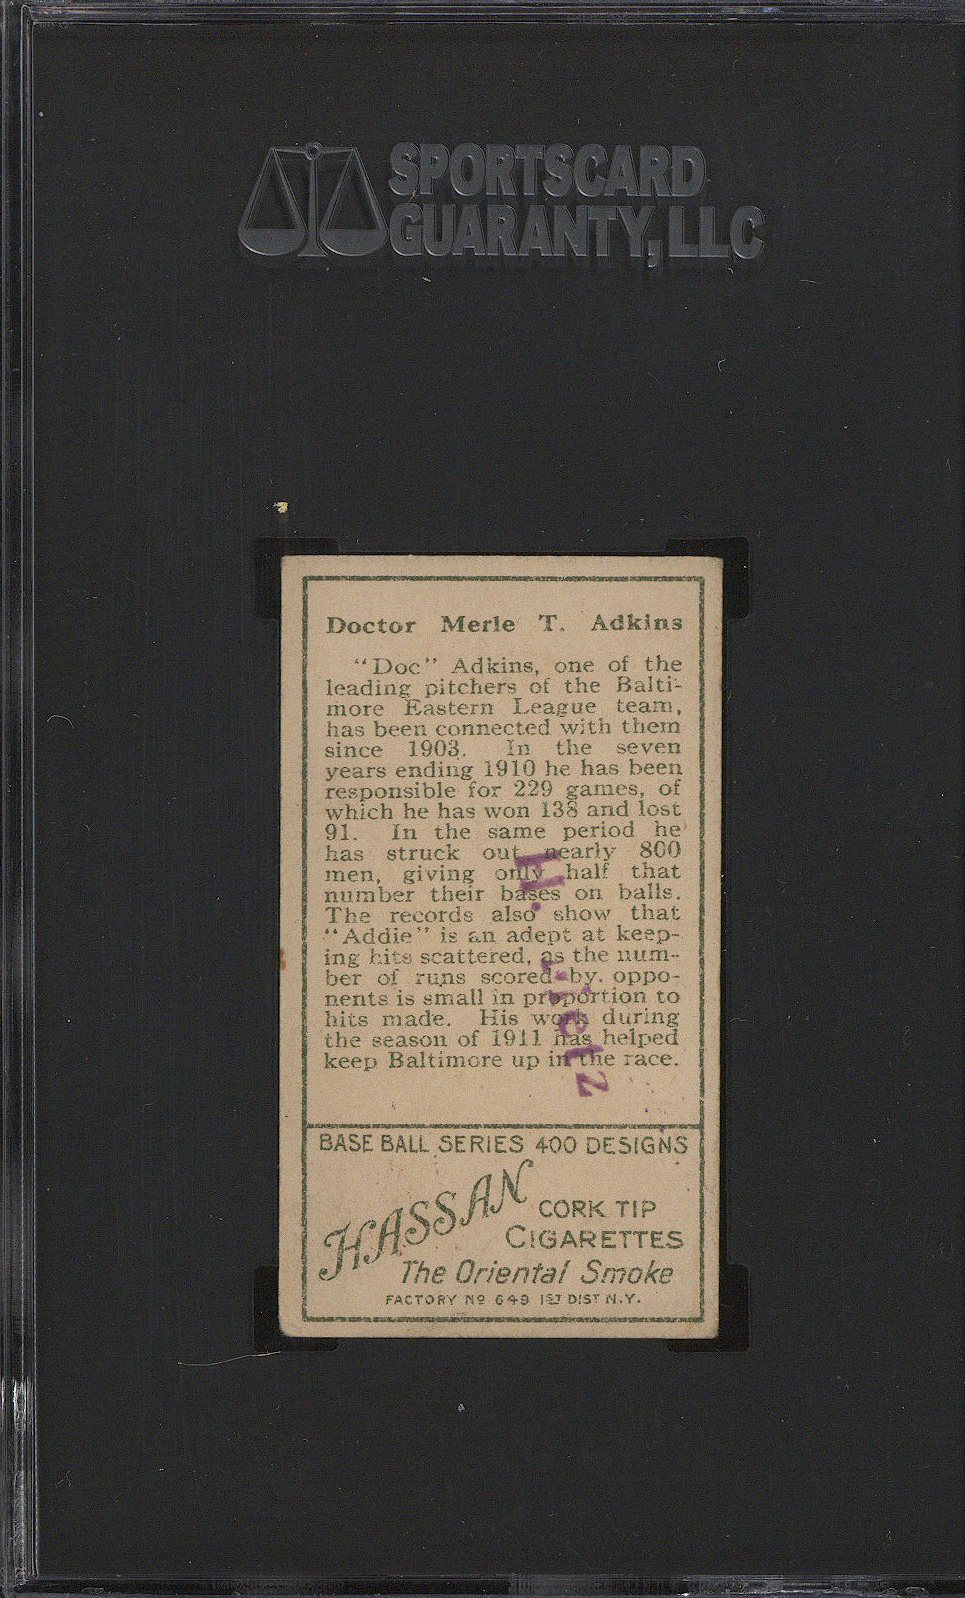 SPORTSCARD
GUARANTY, LLC
Doctor Merle T. Adkins
"Doc" Adkins, one of the
leading pitchers of the Balti-
more Eastern League team,
has been connected with them
since 1903. In the seven
years ending 1910 he has been
responsible for 229 games, of
which he has won 138 and lost
91. In the same period he
has struck out nearly 800
men, giving only half that
number their bases on balls.
The records also show that
"Addie" is an adept at keep-
ing hits scattered, as the num-
ber of runs scored by oppo-
nents is small in proportion to
hits made. His work during
the season of 1911 has helped
keep Baltimore up in the race.
BASE BALL SERIES 400 DESIGNS
HASSAN
CORK TIP
CIGARETTES
The Oriental Smoke
FACTORY Nº 649 1ST DIST N.Y.